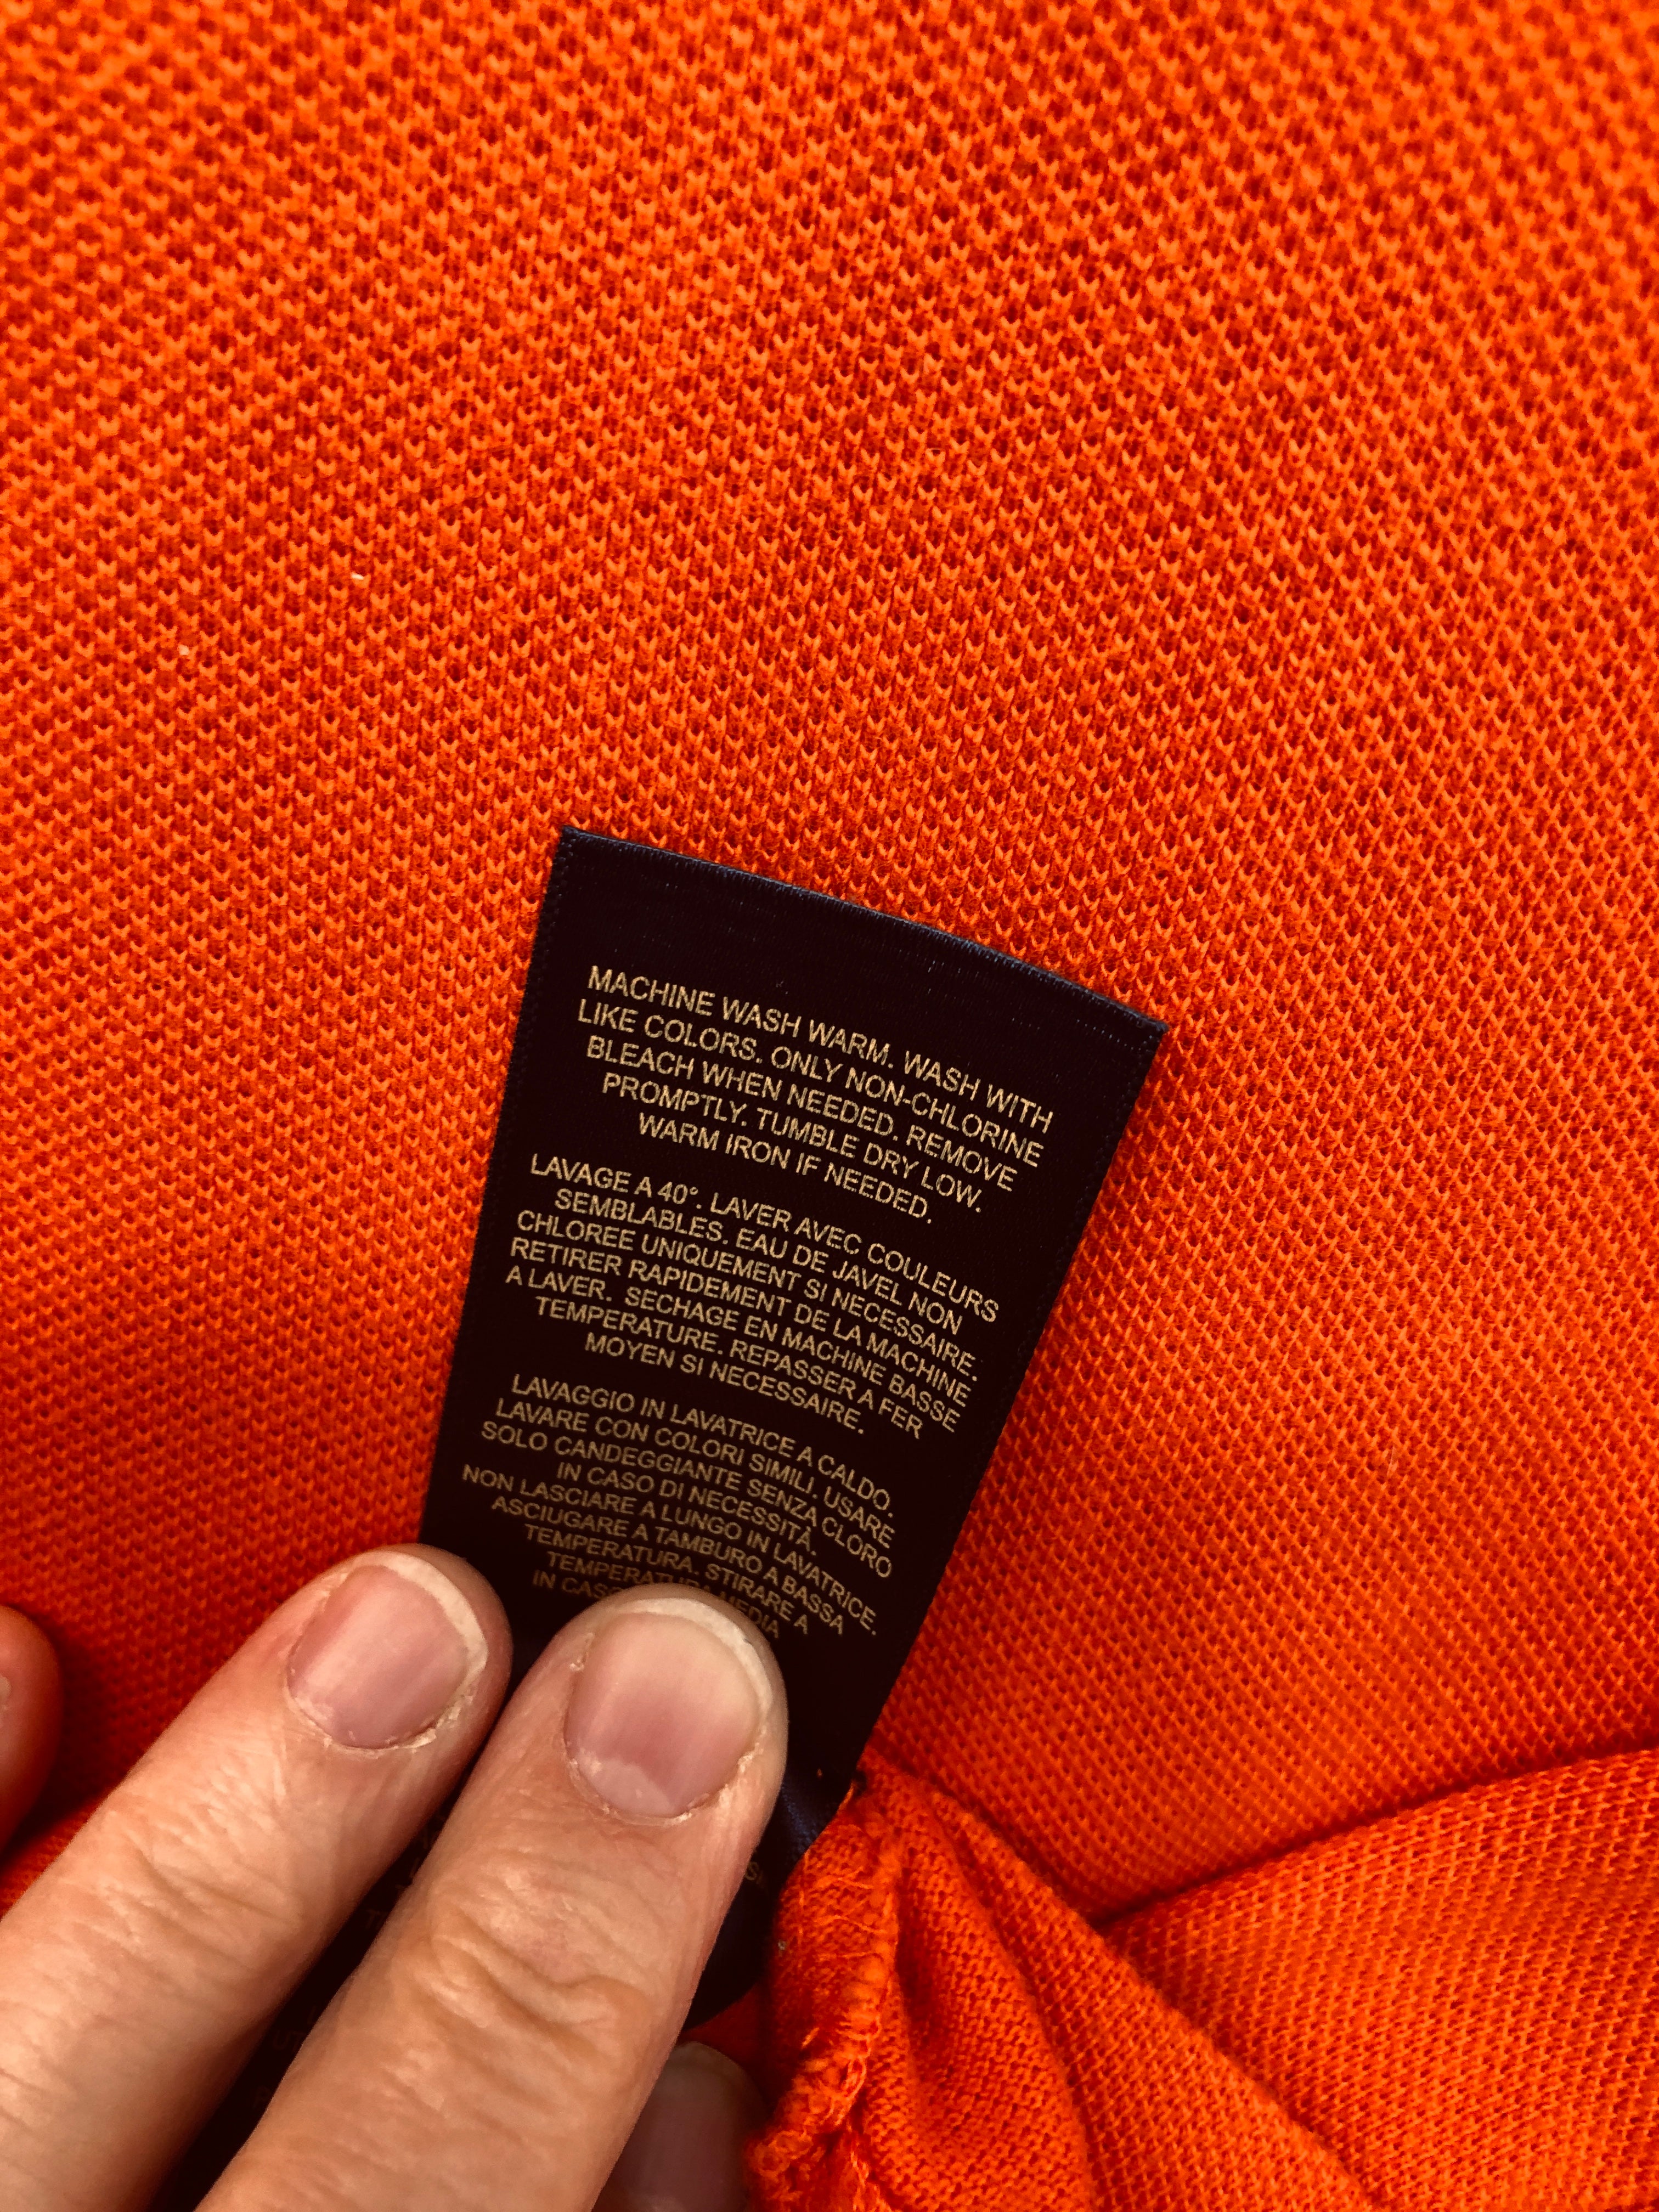 MACHINE WASH WARM. WASH WITH
LIKE COLORS. ONLY NON-CHLORINE
BLEACH WHEN NEEDED. REMOVE
PROMPTLY. TUMBLE DRY LOW.
WARM IRON IF NEEDED.
LAVAGE A 40°. LAVER AVEC COULEURS
SEMBLABLES. EAU DE JAVEL NON
CHLOREE UNIQUEMENT SI NECESSAIRE.
RETIRER RAPIDEMENT DE LA MACHINE
A LAVER. SECHAGE EN MACHINE BASSE
TEMPERATURE. REPASSER A FER
MOYEN SI NECESSAIRE.
LAVAGGIO IN LAVATRICE A CALDO.
LAVARE CON COLORI SIMILI. USARE
SOLO CANDEGGIANTE SENZA CLORO
IN CASO DI NECESSITÀ.
NON LASCIARE A LUNGO IN LAVATRICE.
ASCIUGARE A TAMBURO A BASSA
TEMPERATURA. STIRARE A
TEMPERATURA MEDIA
IN CASO